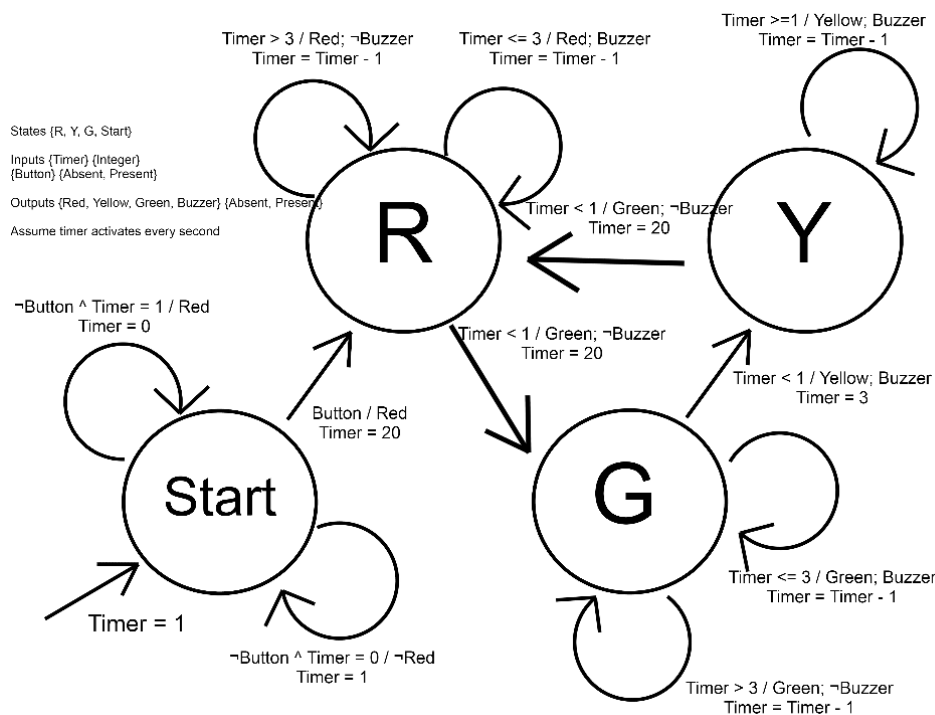 Timer > 3 / Red; ¬Buzzer
Timer = Timer - 1
Timer <= 3 / Red; Buzzer
Timer = Timer - 1
Timer >=1 / Yellow; Buzzer
Timer = Timer - 1
States {R, Y, G, Start}
Inputs {Timer} {Integer}
{Button} {Absent, Present}
Outputs {Red, Yellow, Green, Buzzer} {Absent, Present}
Assume timer activates every second
R
Timer < 1 / Green; ¬Buzzer
Timer = 20
Y
¬Button ^ Timer = 1 / Red
Timer = 0
Timer < 1 / Green; ¬Buzzer
Timer = 20
Timer < 1 / Yellow; Buzzer
Timer = 3
Button / Red
Timer = 20
Start
G
Timer <= 3 / Green; Buzzer
Timer = Timer - 1
Timer = 1
¬Button ^ Timer = 0 / ¬Red
Timer = 1
Timer > 3 / Green; ¬Buzzer
Timer = Timer - 1